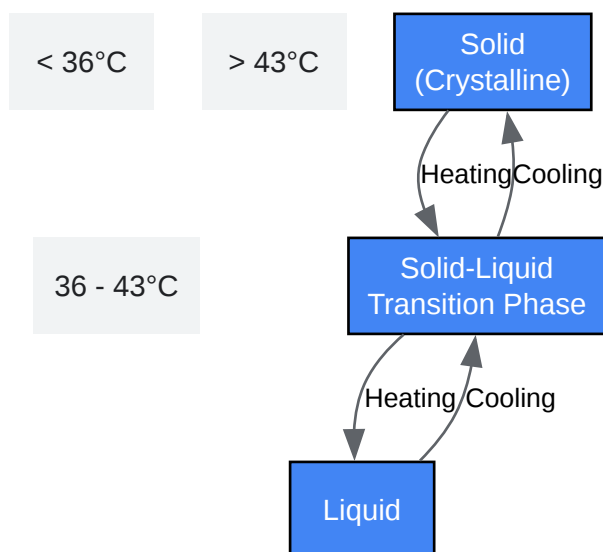 < 36°C
> 43°C
Solid
(Crystalline)
Heating
Cooling
36 - 43°C
Solid-Liquid
Transition Phase
Heating
Cooling
Liquid